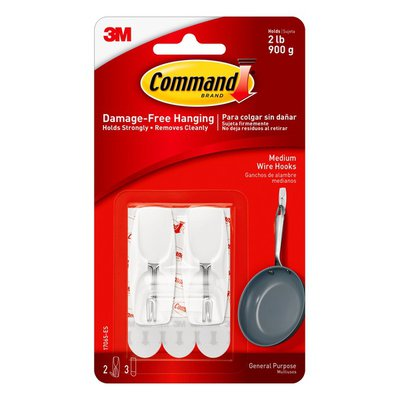 3M
Holds / Sujeta
2 lb
900 g
Command
BRAND
Damage-Free Hanging
Holds Strongly • Removes Cleanly
Para colgar sin dañar
Sujeta firmemente
No deja residuos al retirar
Medium
Wire Hooks
Ganchos de alambre
medianos
3M
17065-ES
2 3
General Purpose
Multiusos